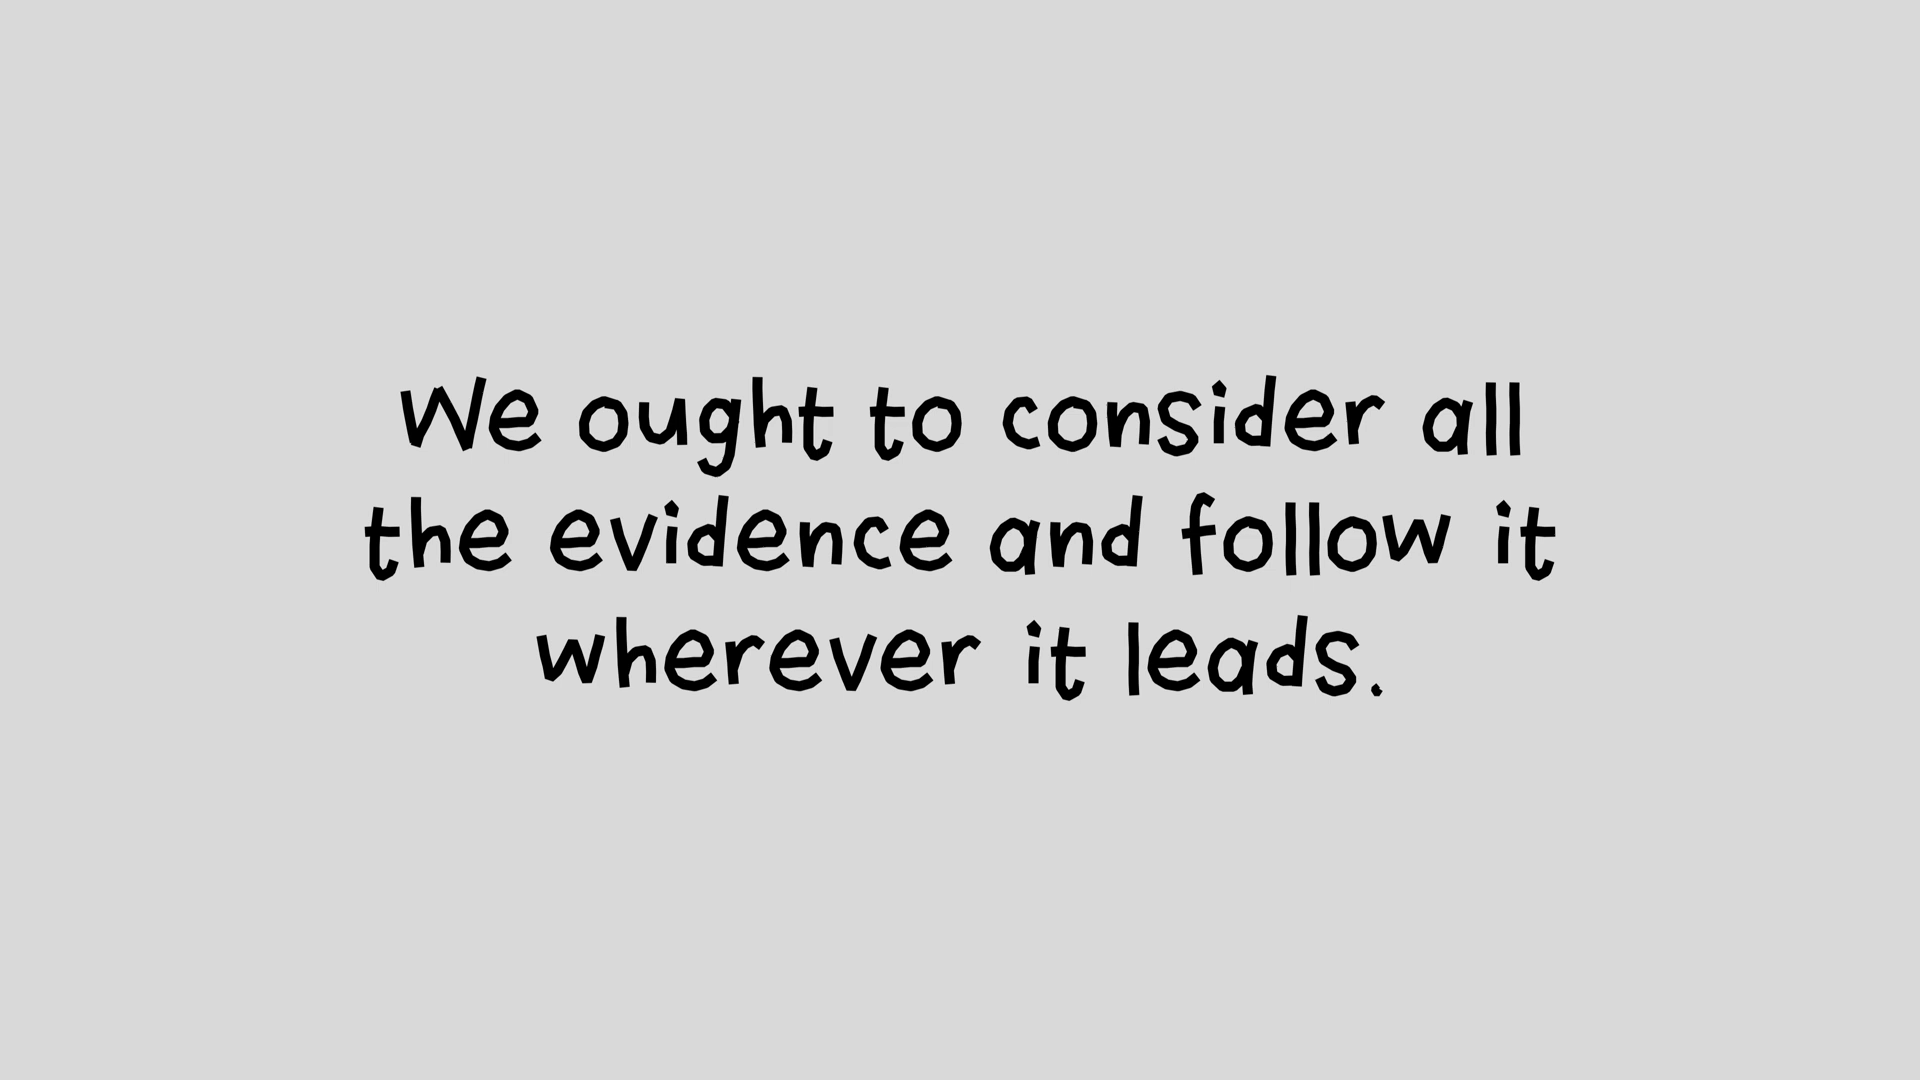 We ought to consider all
the evidence and follow it
wherever it leads.